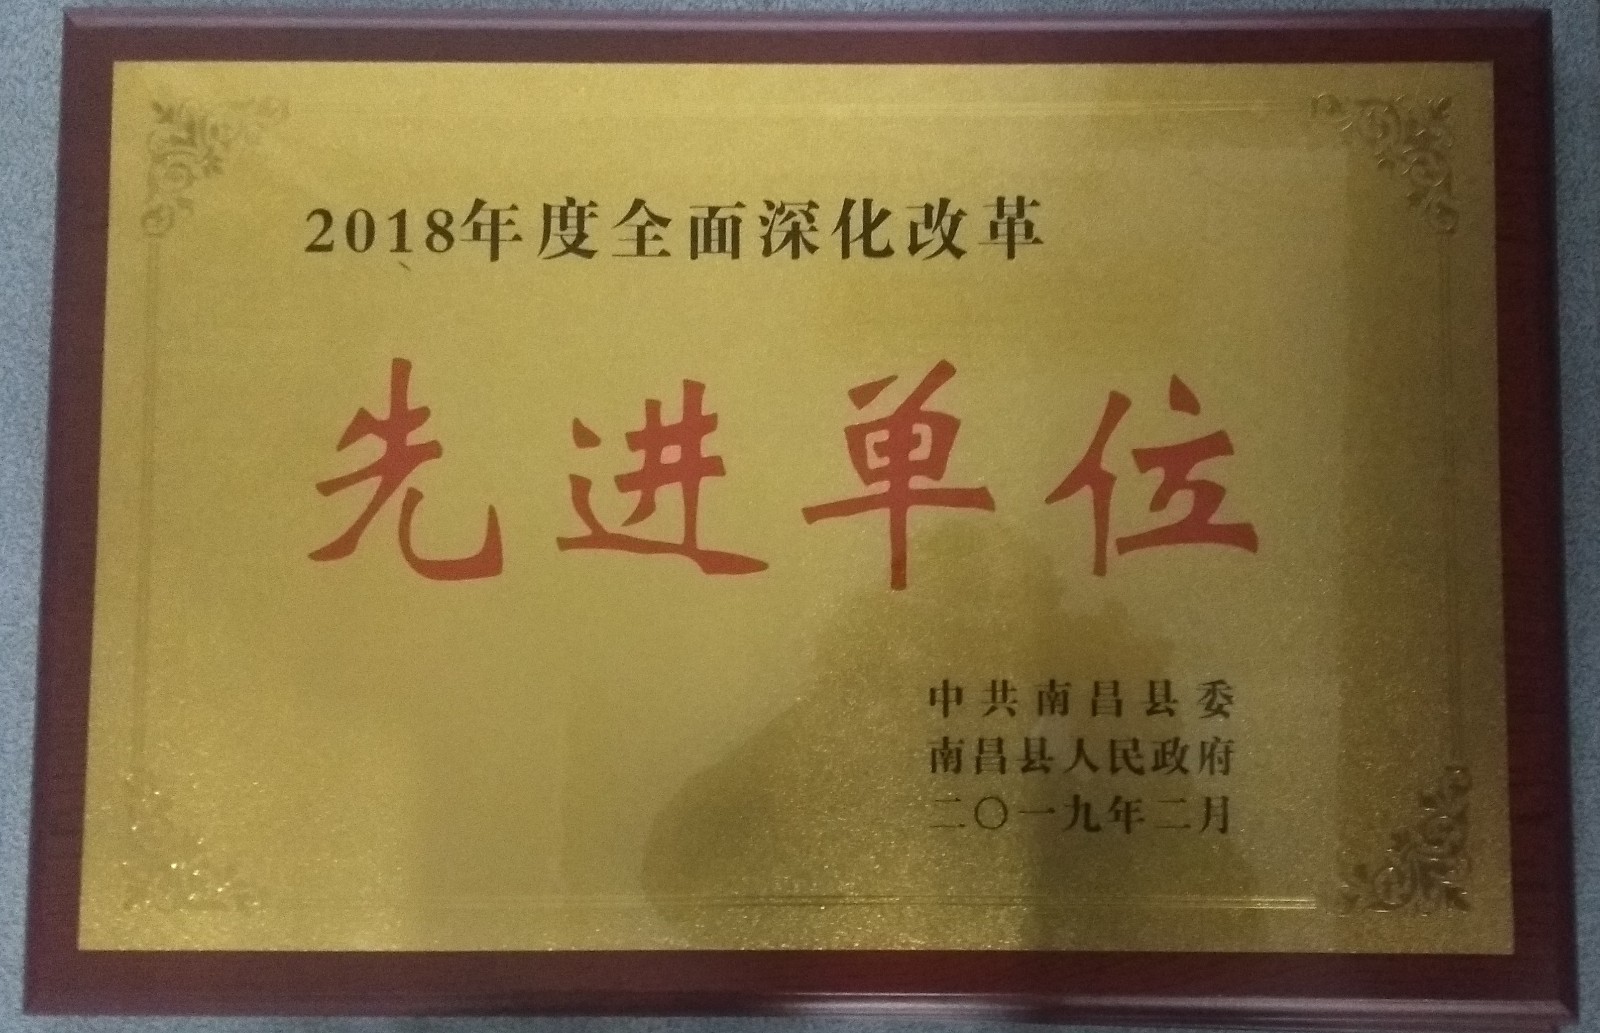 2018年度全面深化改革
先进单位
中共南昌县委
南昌县人民政府
二〇一九年二月